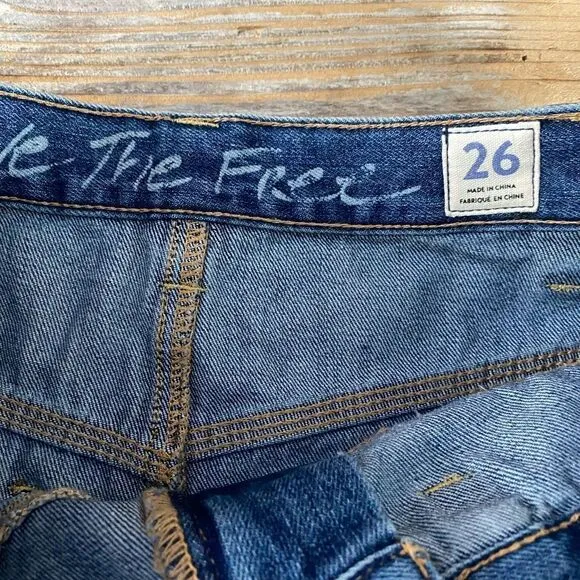 The Free
26
MADE IN CHINA
FABRIQUÉ EN CHINE